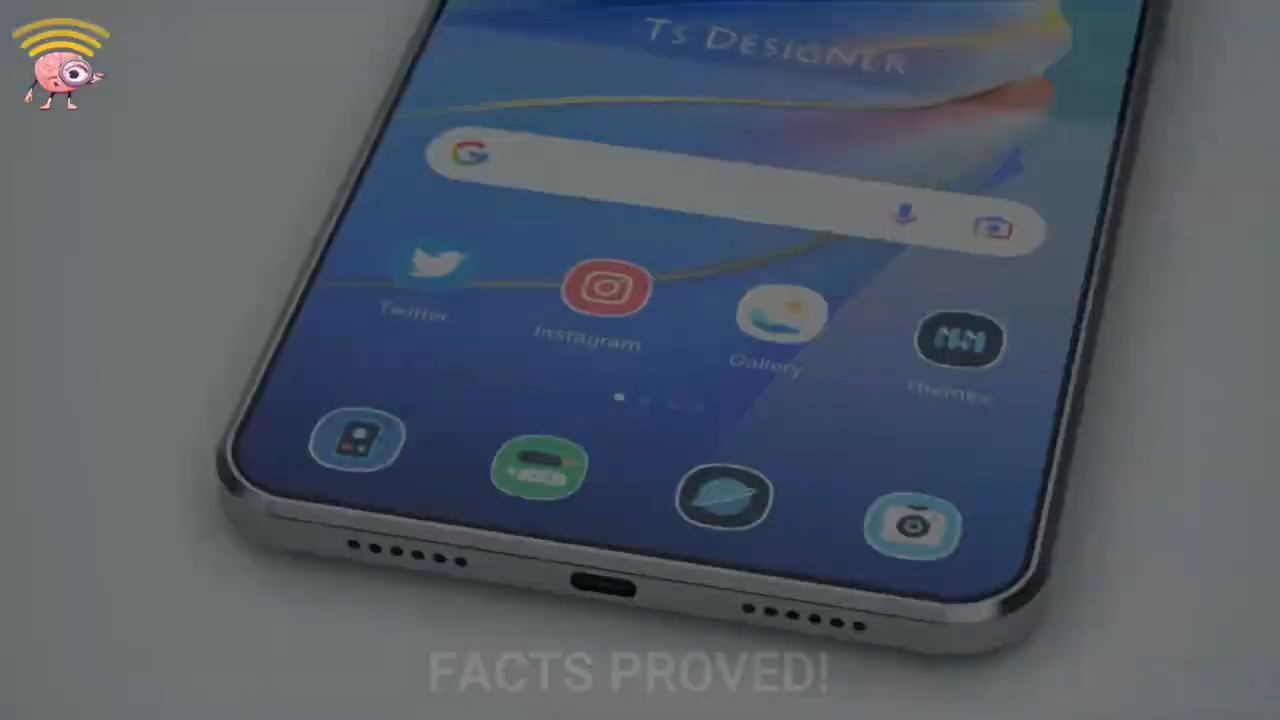 Ts Designer
Twitter
Instagram
Gallery
Themes
FACTS PROVED!